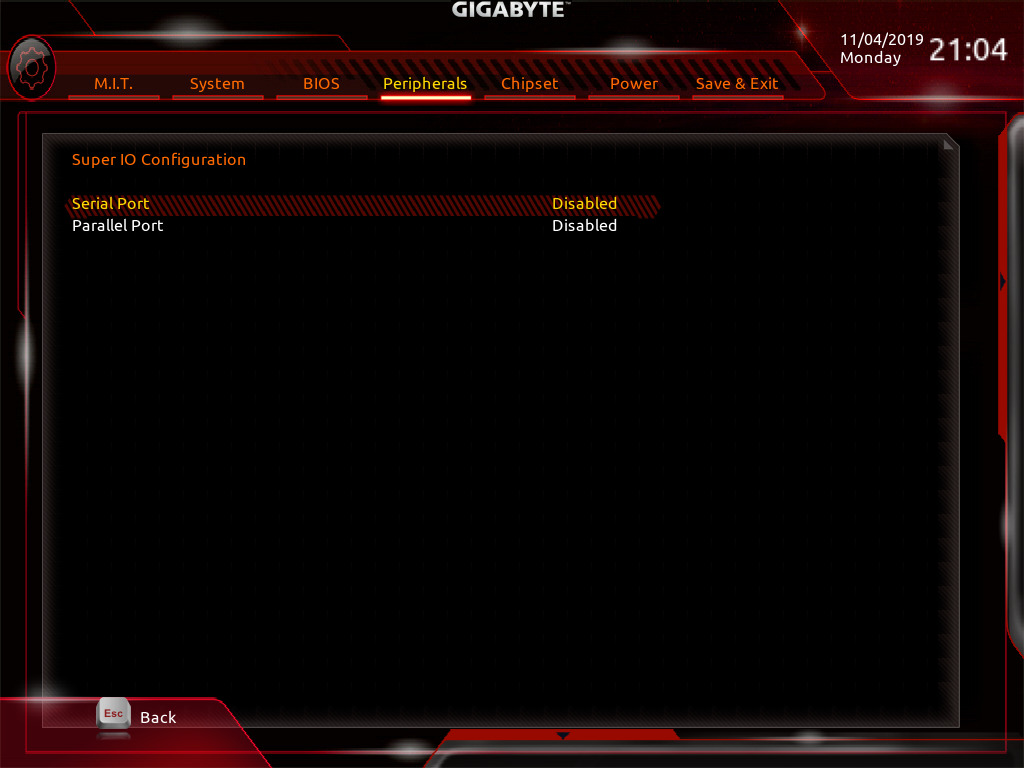 GIGABYTE™
11/04/2019
Monday
21:04
M.I.T. System BIOS Peripherals Chipset Power Save & Exit
Super IO Configuration
Serial Port Disabled
Parallel Port Disabled
Esc Back